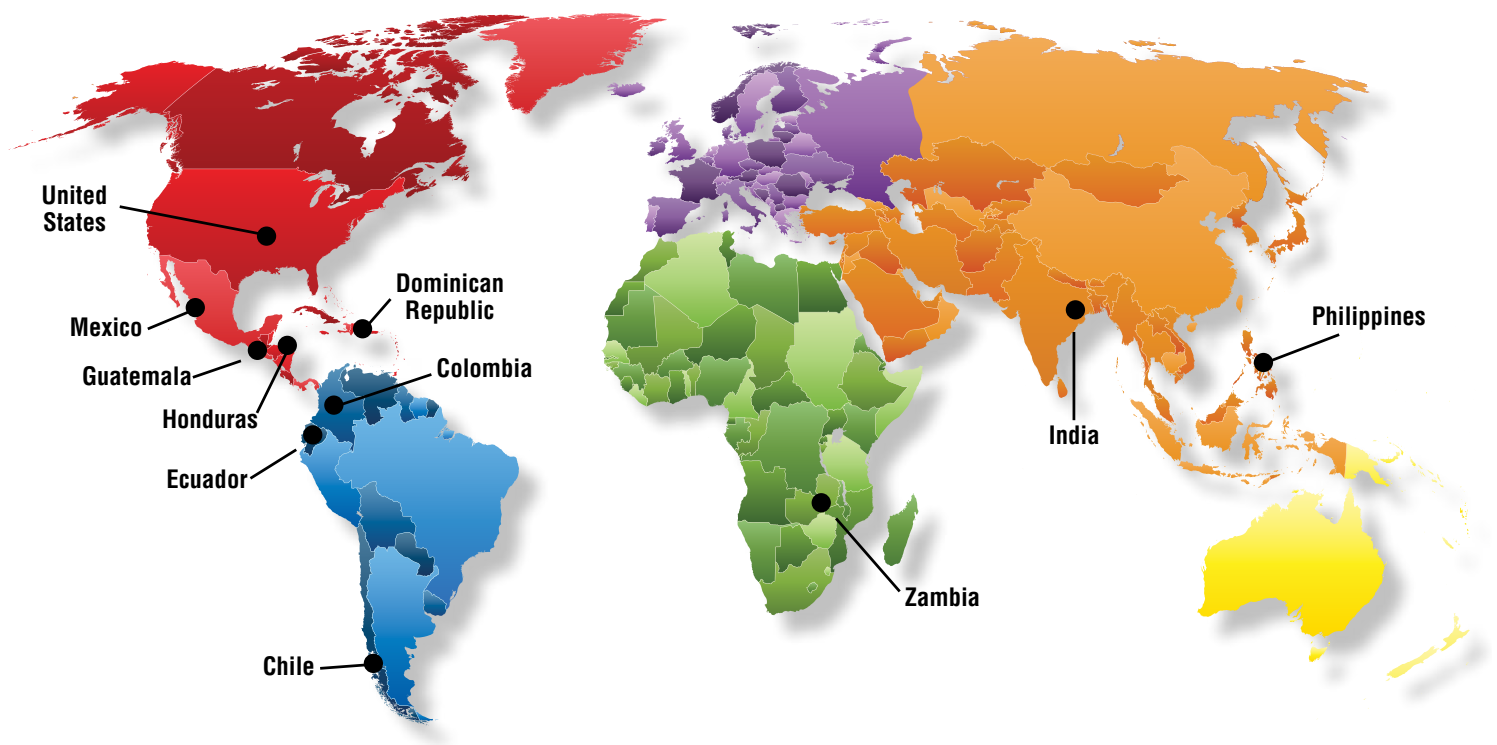 United
States
Dominican
Republic
Mexico
Philippines
Guatemala
Colombia
Honduras
India
Ecuador
Zambia
Chile